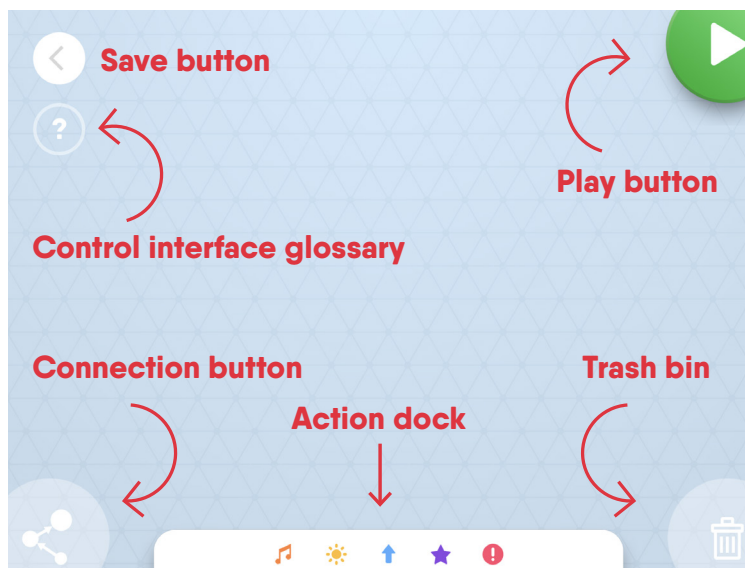 Save button
?
Play button
Control interface glossary
Connection button
Trash bin
Action dock
!